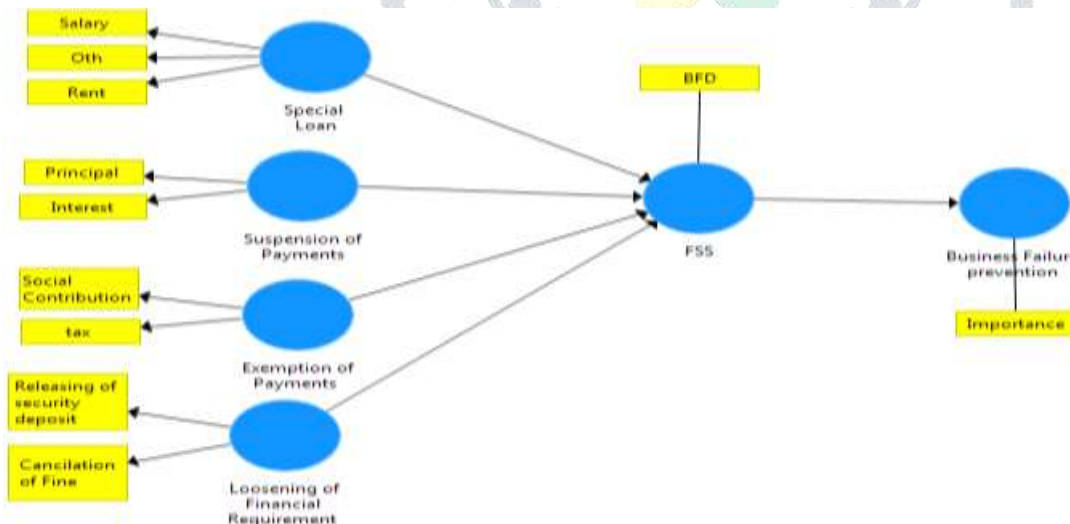 Salary
Oth
Rent
Special
Loan
BFD
Principal
Interest
Suspension of
Payments
FSS
Business Failur
prevention
Social
Contribution
tax
Exemption of
Payments
Importance
Releasing of
security
deposit
Cancilation
of Fine
Loosening of
Financial
Requirement